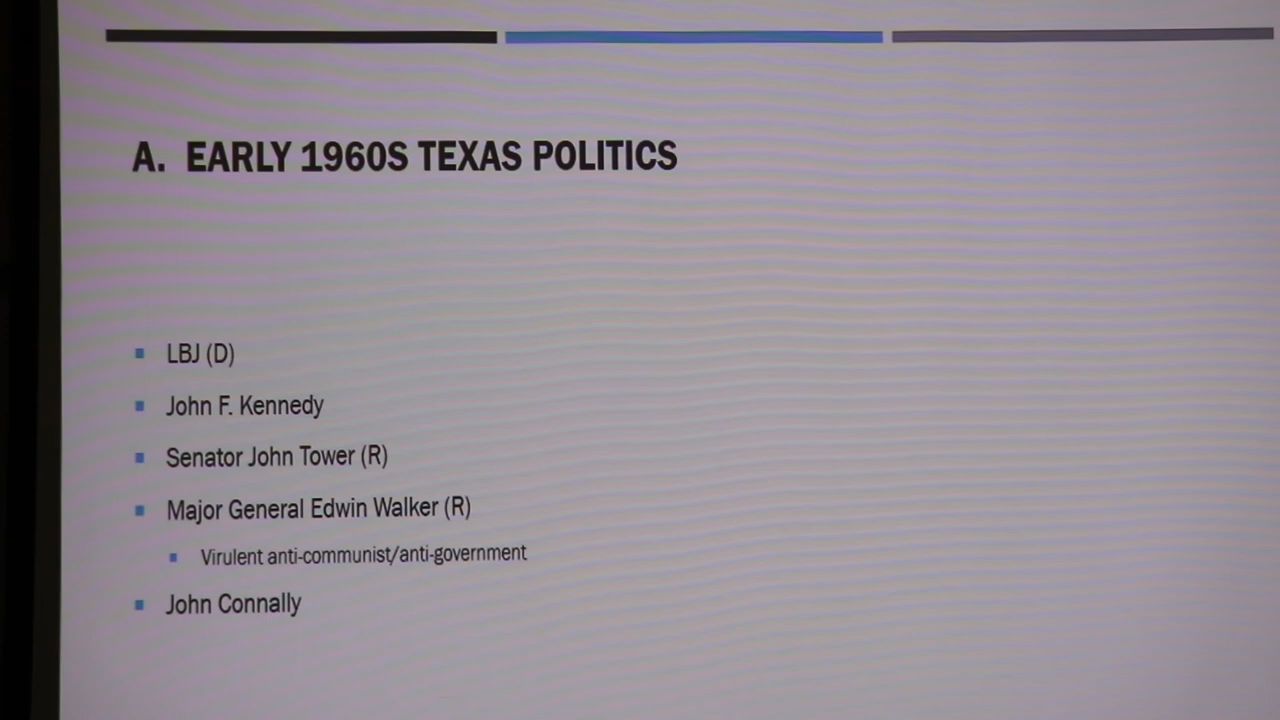 A. EARLY 1960S TEXAS POLITICS
LBJ (D)
John F. Kennedy
Senator John Tower (R)
Major General Edwin Walker (R)
Virulent anti-communist/anti-government
John Connally